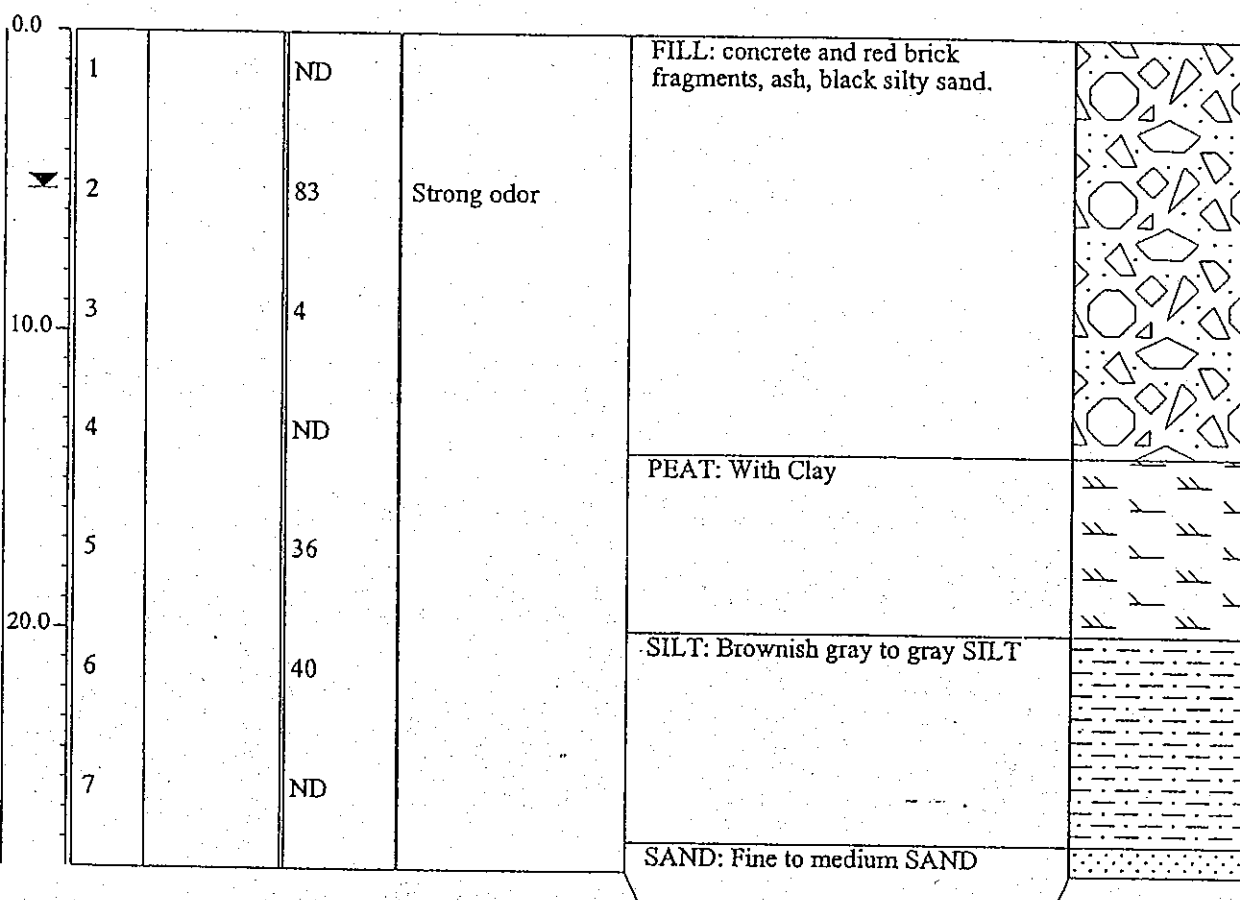 0.0
1
ND
FILL: concrete and red brick
fragments, ash, black silty sand.
2
83
Strong odor
3
4
10.0
4
ND
PEAT: With Clay
5
36
20.0
SILT: Brownish gray to gray SILT
6
40
7
ND
SAND: Fine to medium SAND